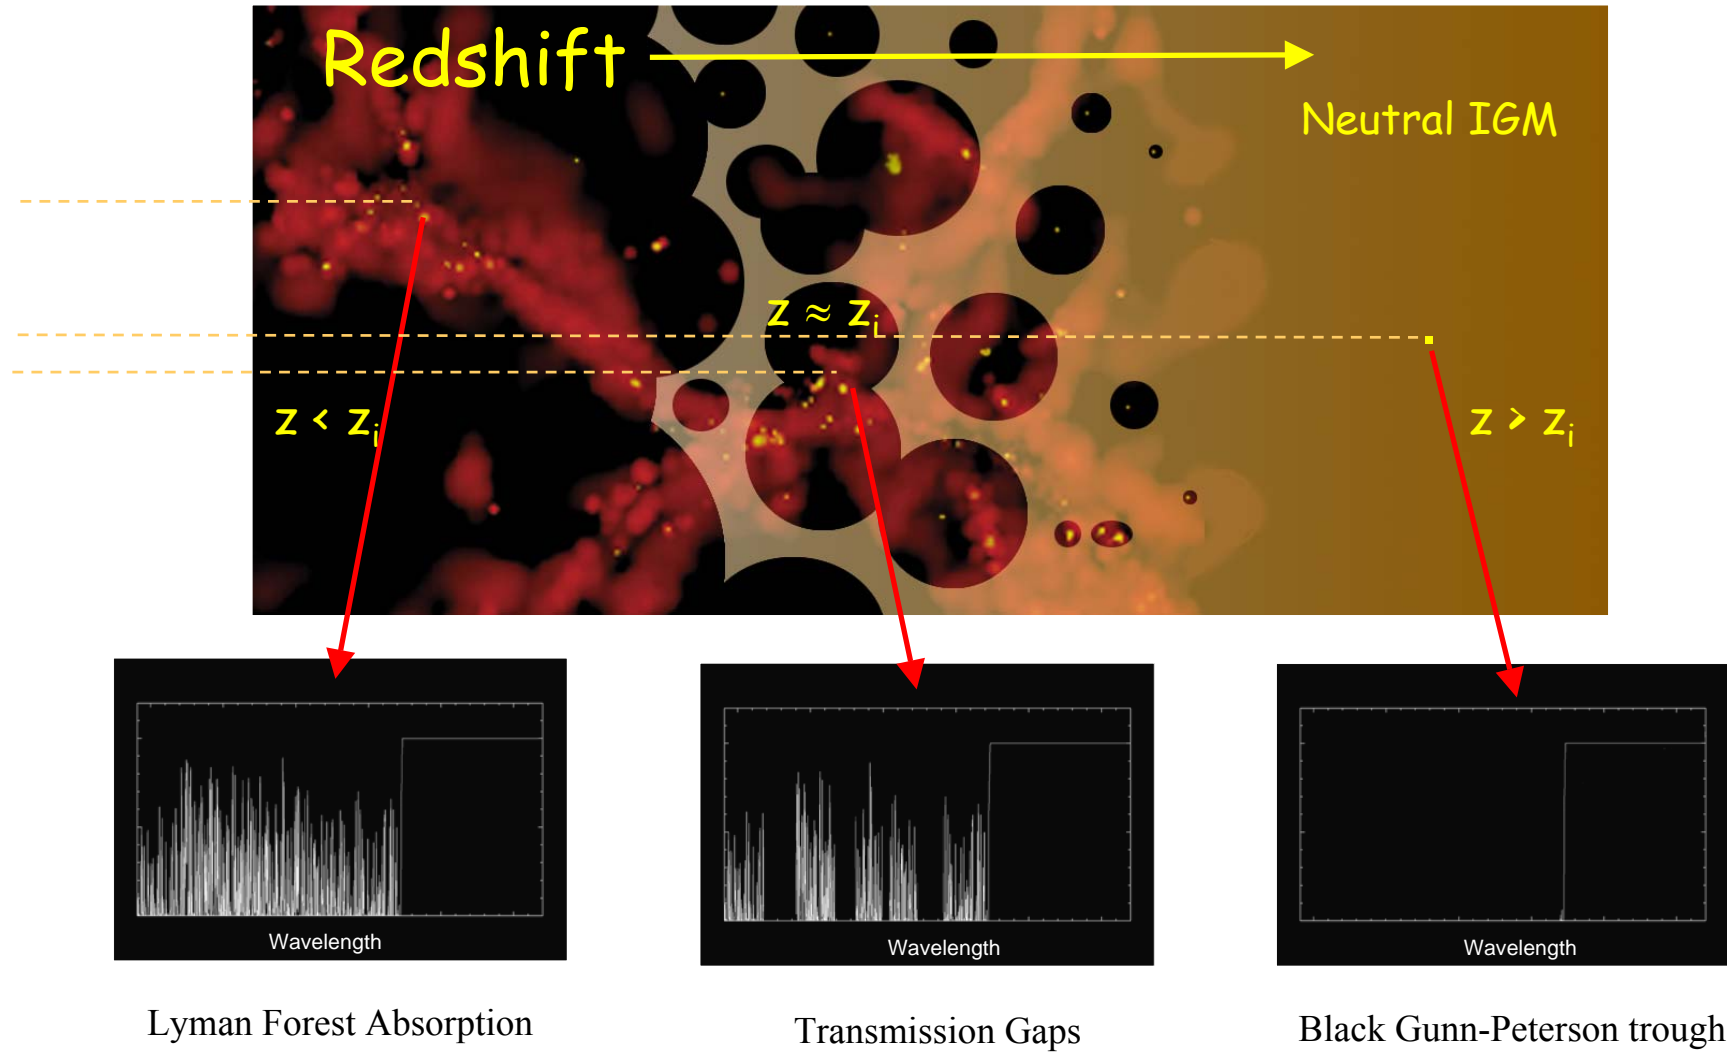 Redshift
Neutral IGM
z ≈ zi
z < zi
z > zi
Wavelength
Wavelength
Wavelength
Lyman Forest Absorption
Transmission Gaps
Black Gunn-Peterson trough